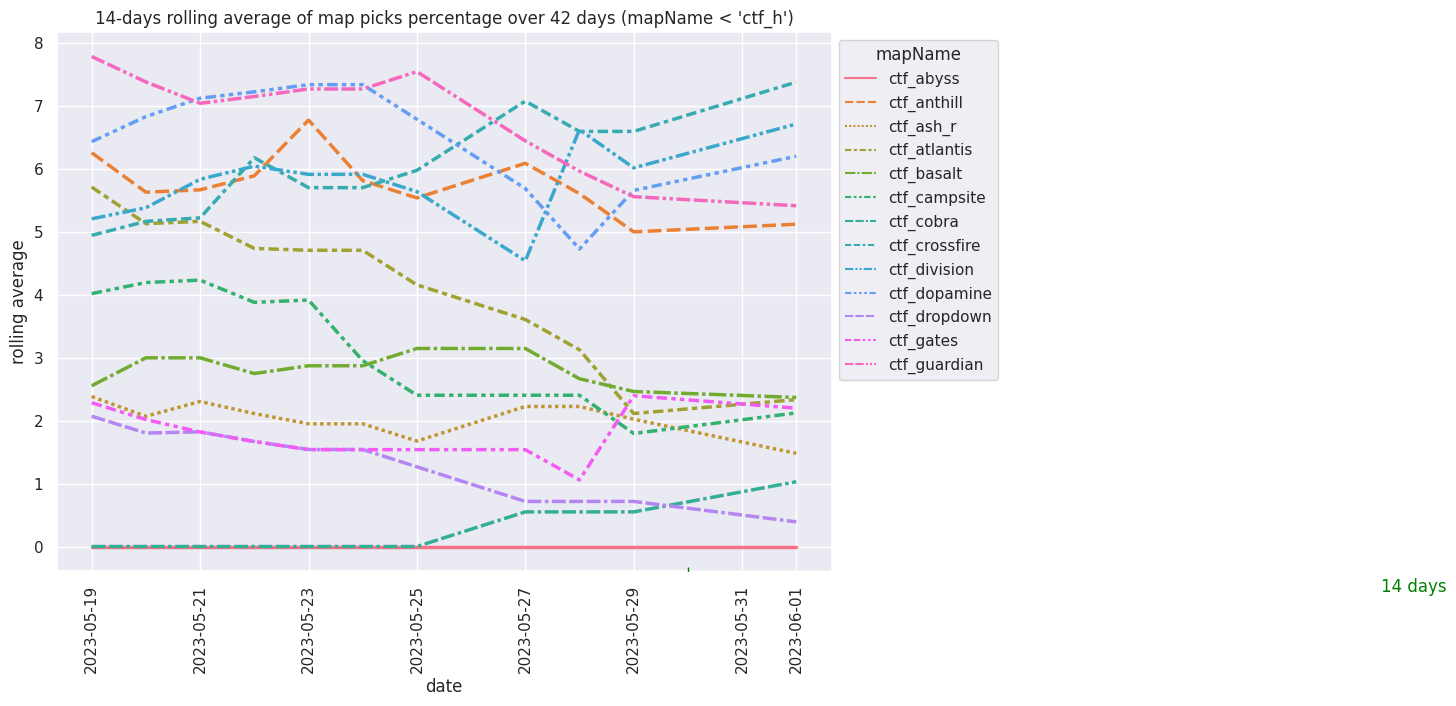 14-days rolling average of map picks percentage over 42 days (mapName < 'ctf_h')
rolling average
8
7
6
5
4
3
2
1
0
2023-05-19
2023-05-21
2023-05-23
2023-05-25
2023-05-27
2023-05-29
2023-05-31
2023-06-01
date
mapName
ctf_abyss
ctf_anthill
ctf_ash_r
ctf_atlantis
ctf_basalt
ctf_campsite
ctf_cobra
ctf_crossfire
ctf_division
ctf_dopamine
ctf_dropdown
ctf_gates
ctf_guardian
14 days